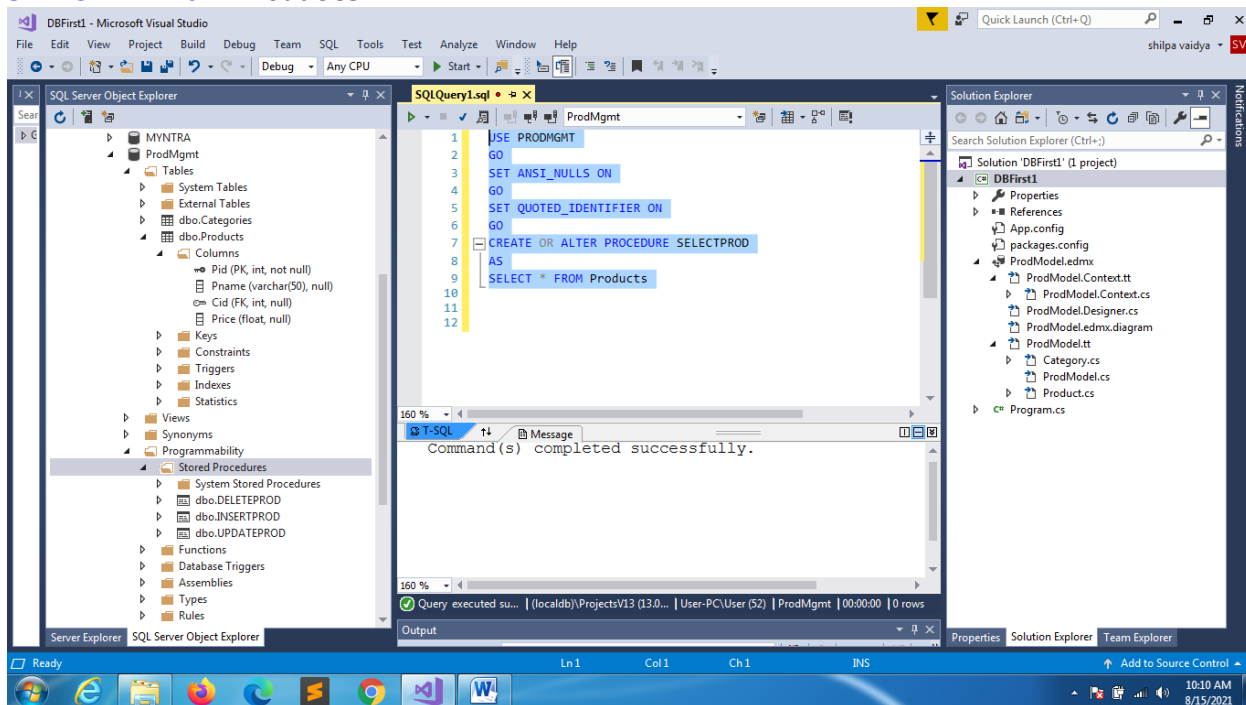 DBFirst1 - Microsoft Visual Studio
Quick Launch (Ctrl+Q)
File Edit View Project Build Debug Team SQL Tools Test Analyze Window Help
shilpa vaidya SV
Debug Any CPU Start
SQL Server Object Explorer
Sear
MYNTRA
ProdMgmt
Tables
System Tables
External Tables
dbo.Categories
dbo.Products
Columns
Pid (PK, int, not null)
Pname (varchar(50), null)
Cid (FK, int, null)
Price (float, null)
Keys
Constraints
Triggers
Indexes
Statistics
Views
Synonyms
Programmability
Stored Procedures
System Stored Procedures
dbo.DELETEPROD
dbo.INSERTPROD
dbo.UPDATEPROD
Functions
Database Triggers
Assemblies
Types
Rules
Server Explorer SQL Server Object Explorer
SQLQuery1.sql
ProdMgmt
1 USE PRODMGMT
2 GO
3 SET ANSI_NULLS ON
4 GO
5 SET QUOTED_IDENTIFIER ON
6 GO
7 CREATE OR ALTER PROCEDURE SELECTPROD
8 AS
9 SELECT * FROM Products
10
11
12
160 %
T-SQL Message
Command(s) completed successfully.
160 %
Query executed su... | (localdb)\ProjectsV13 (13.0... | User-PC\User (52) | ProdMgmt | 00:00:00 | 0 rows
Output
Solution Explorer
Search Solution Explorer (Ctrl+;)
Solution 'DBFirst1' (1 project)
C# DBFirst1
Properties
References
App.config
packages.config
ProdModel.edmx
ProdModel.Context.tt
ProdModel.Context.cs
ProdModel.Designer.cs
ProdModel.edmx.diagram
ProdModel.tt
Category.cs
ProdModel.cs
Product.cs
C# Program.cs
Properties Solution Explorer Team Explorer
Notifications
Ready Ln 1 Col 1 Ch 1 INS Add to Source Control
10:10 AM
8/15/2021